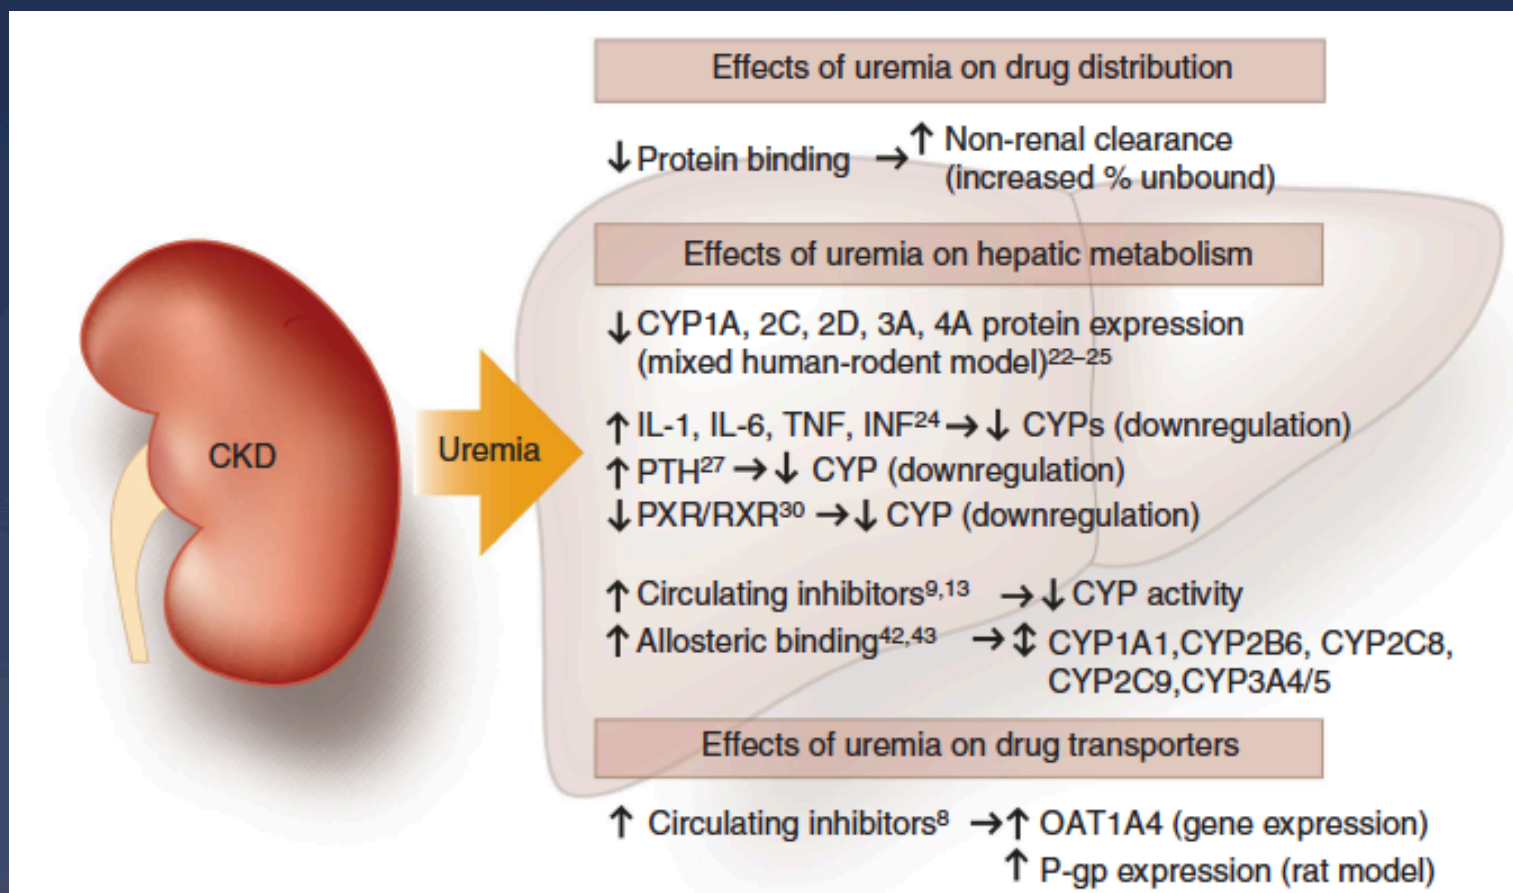 Effects of uremia on drug distribution
↓ Protein binding → ↑ Non-renal clearance
(increased % unbound)
Effects of uremia on hepatic metabolism
↓ CYP1A, 2C, 2D, 3A, 4A protein expression
(mixed human-rodent model)22–25
↑ IL-1, IL-6, TNF, INF24 → ↓ CYPs (downregulation)
CKD
Uremia
↑ PTH27 → ↓ CYP (downregulation)
↓ PXR/RXR30 → ↓ CYP (downregulation)
↑ Circulating inhibitors9,13 → ↓ CYP activity
↑ Allosteric binding42,43 → ↕ CYP1A1,CYP2B6, CYP2C8,
CYP2C9,CYP3A4/5
Effects of uremia on drug transporters
↑ Circulating inhibitors8 → ↑ OAT1A4 (gene expression)
↑ P-gp expression (rat model)